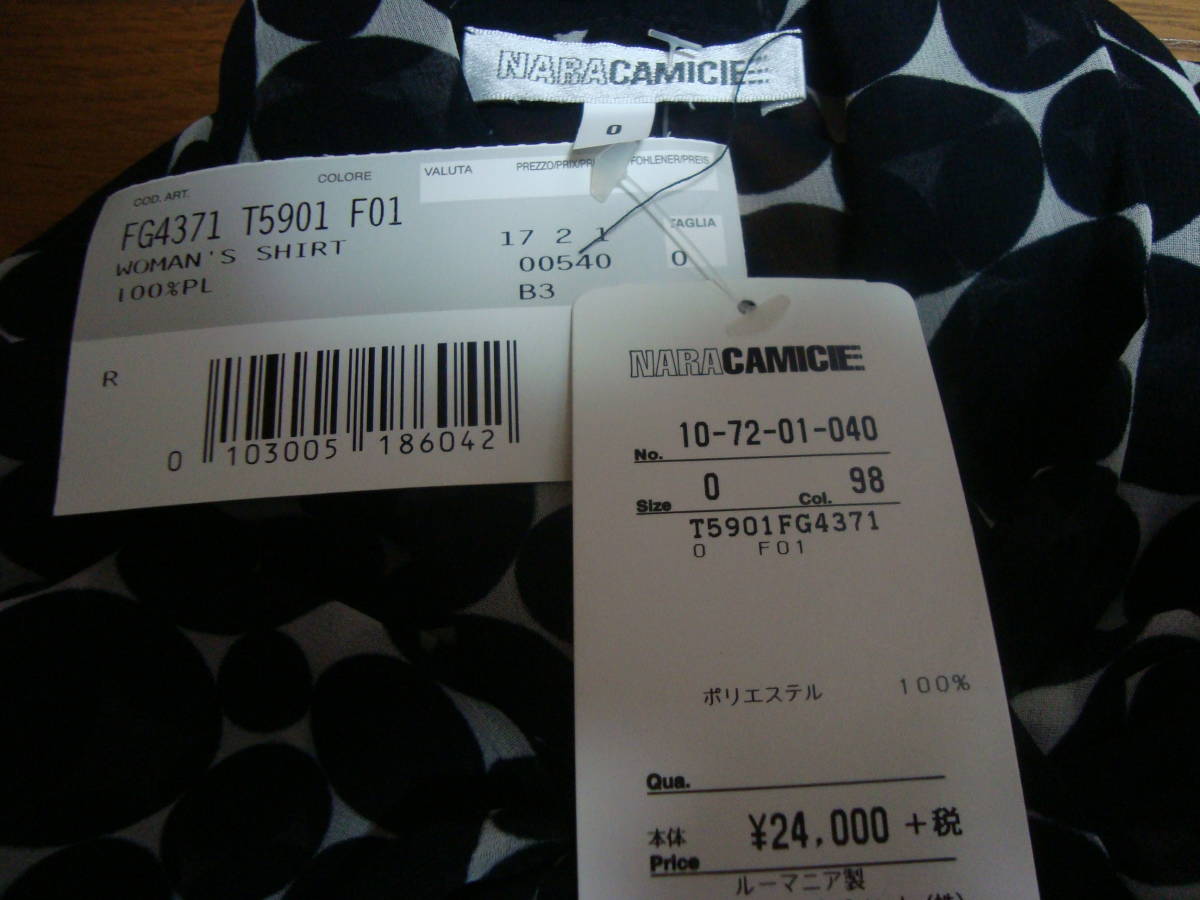 NARACAMICIE
0
COD. ART.
COLORE
VALUTA
PREZZO/PRIX/PR
FOHLENER/PREIS
FG4371 T5901 F01
WOMAN'S SHIRT
17 2 1
TAGLIA
00540
0
100%PL
B3
R
0 103005 186042
NARACAMICIE
No. 10-72-01-040
Size 0 Col. 98
T5901FG4371
0 F01
ポリエステル 100%
Qua.
本体 ¥24,000 +税
Price
ルーマニア製